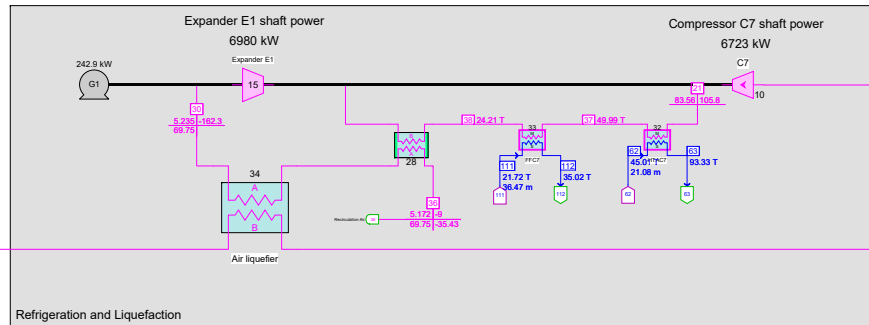 Expander E1 shaft power
6980 kW
Compressor C7 shaft power
6723 kW
242.9 kW
G1
Expander E1
15
C7
10
21
83.56 105.8
30
5.235 -162.3
69.75
38
24.21 T
33
37
49.99 T
32
B
A
28
FFC7
111
21.72 T
36.47 m
112
35.02 T
62
45.01 T
21.08 m
63
93.33 T
111
112
62
63
34
A
B
Air liquefier
36
5.172 -9
69.75 -35.43
Recirculation Air
Refrigeration and Liquefaction